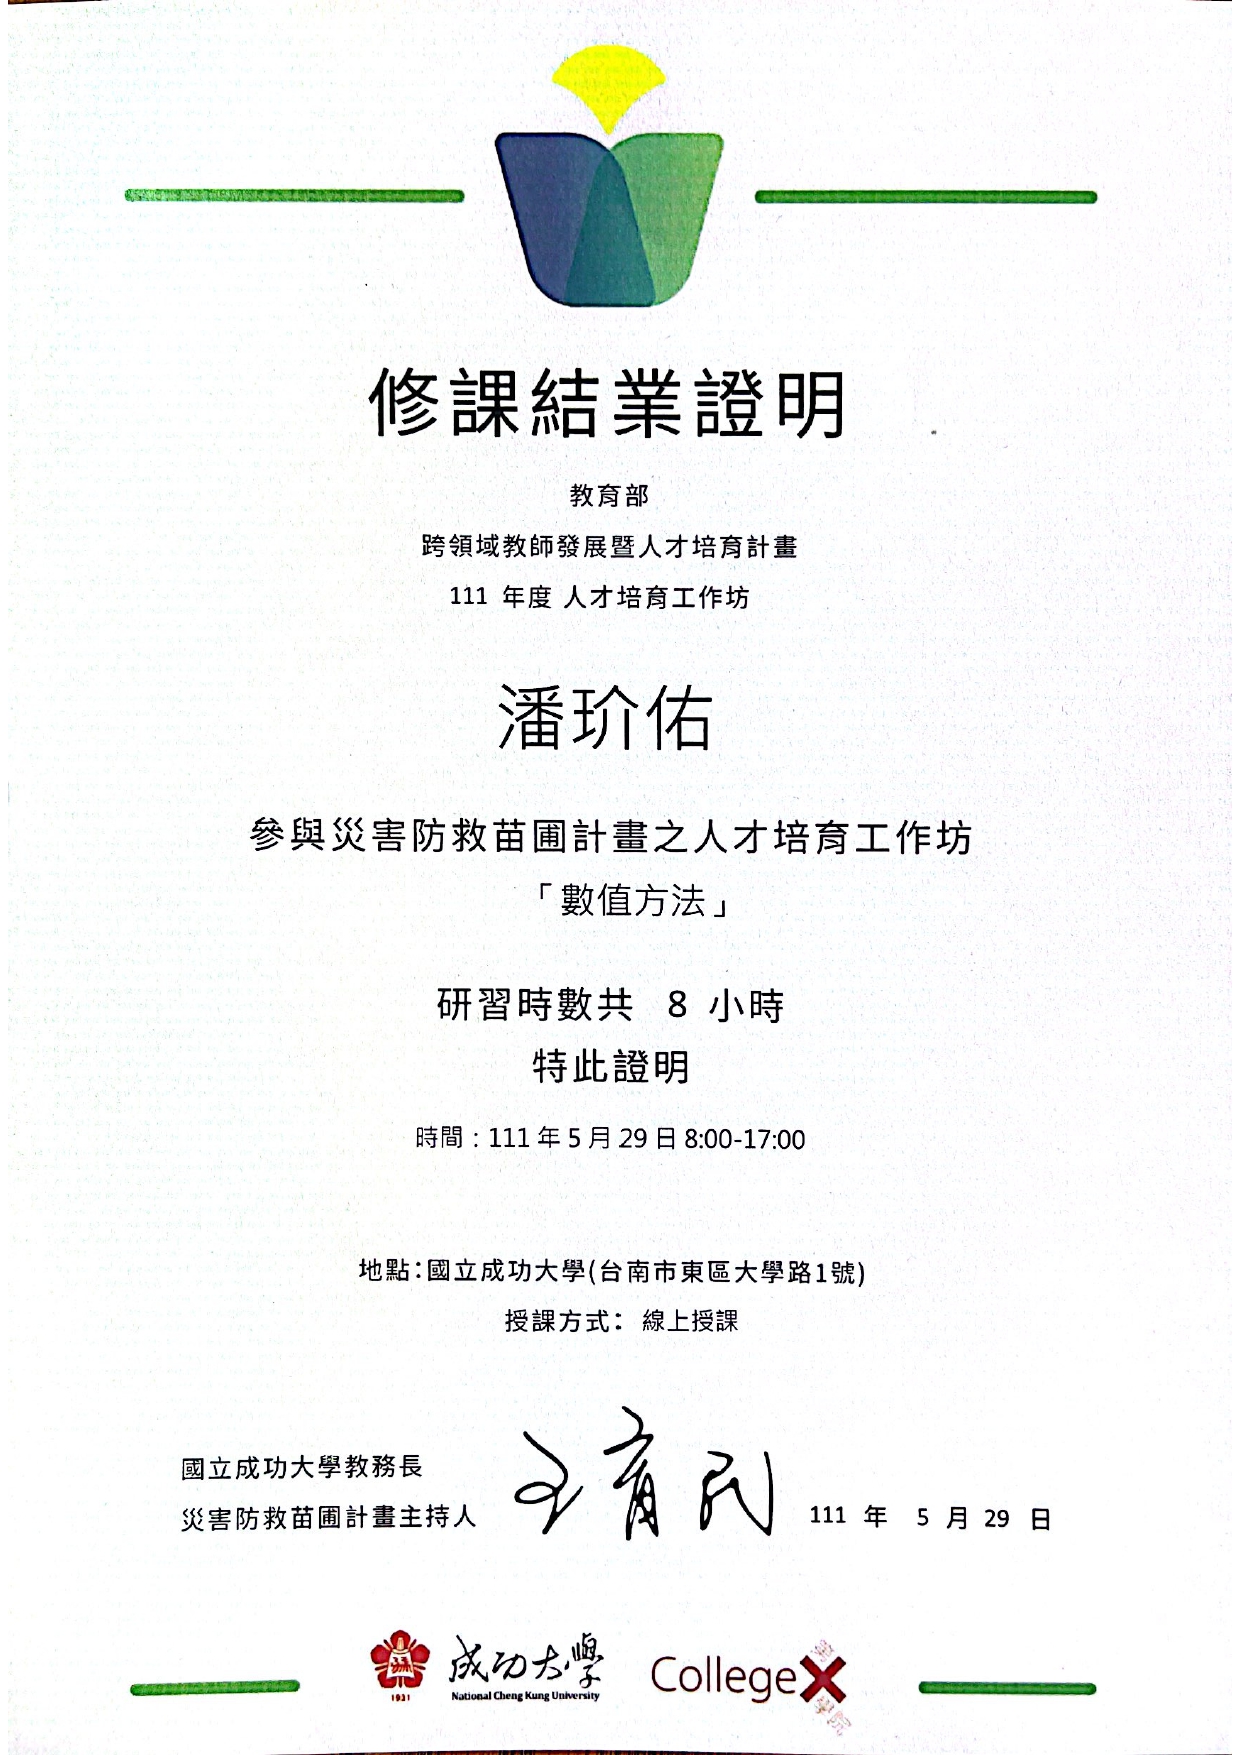 修課結業證明
教育部
跨領域教師發展暨人才培育計畫
111 年度 人才培育工作坊
潘玠佑
參與災害防救苗圃計畫之人才培育工作坊
「數值方法」
研習時數共 8 小時
特此證明
時間：111 年 5 月 29 日 8:00-17:00
地點：國立成功大學(台南市東區大學路1號)
授課方式： 線上授課
國立成功大學教務長
災害防救苗圃計畫主持人
王育民
111 年 5 月 29 日
1931
成功大學
National Cheng Kung University
CollegeX
學院